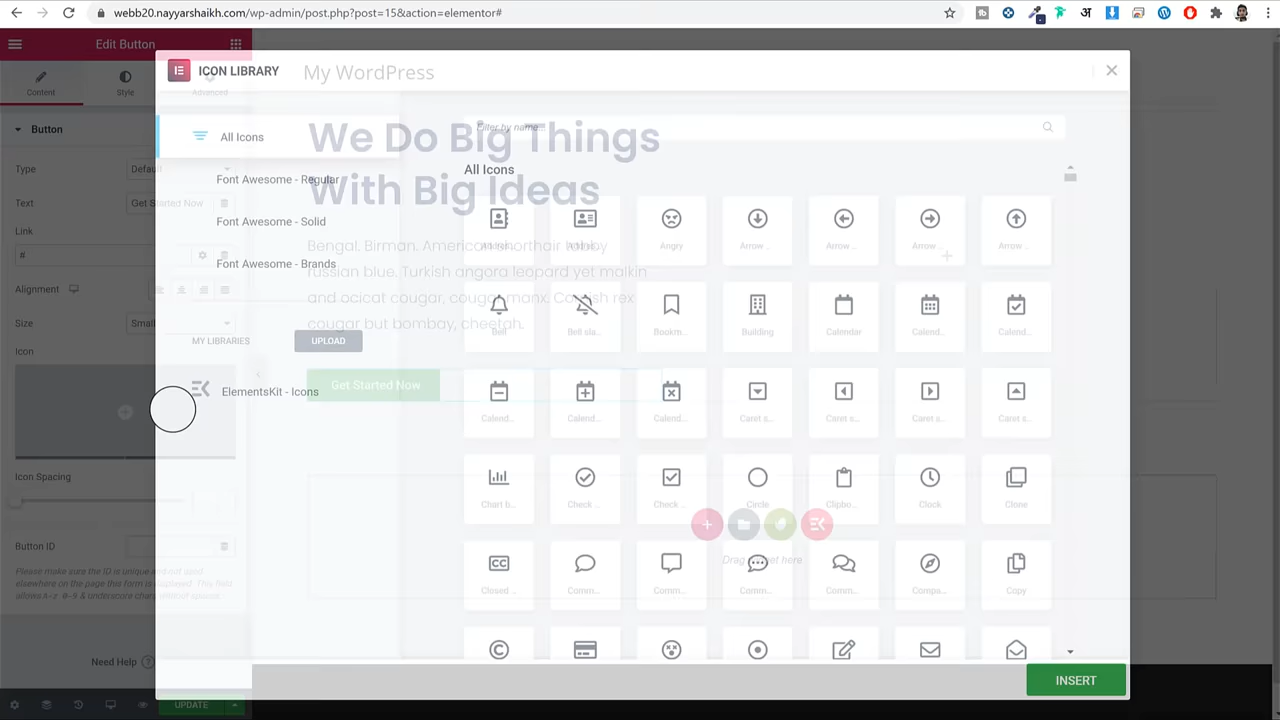 webb20.nayyarshaikh.com/wp-admin/post.php?post=15&action=elementor#
Edit Button
Content
Style
Advanced
Button
Type
Default
Text
Get Started Now
Link
#
Alignment
Size
Small
Icon
Icon Spacing
Button ID
Please make sure the ID is unique and not used
elsewhere on the page this form is displayed. This field
allows A-z 0-9 & underscore chars without spaces.
Need Help
UPDATE
ICON LIBRARY
My WordPress
All Icons
Font Awesome - Regular
Font Awesome - Solid
Font Awesome - Brands
MY LIBRARIES
UPLOAD
ElementsKit - Icons
Filter by name...
We Do Big Things
With Big Ideas
Bengal. Birman. American shorthair
russian blue. Turkish angora leopard yet malkin
and ocicat cougar, cougar manx. Cornish rex
cougar but bombay, cheetah.
Get Started Now
All Icons
Angry
Arrow ...
Arrow ...
Arrow ...
Arrow ...
Bell
Bell sla...
Bookm...
Building
Calendar
Calend...
Calend...
Calend...
Calend...
Calend...
Caret s...
Caret s...
Caret s...
Caret s...
Chart b...
Check ...
Check ...
Circle
Clipbo...
Clock
Clone
CC
Closed ...
Comm...
Comm...
Comm...
Comm...
Compa...
Copy
Drag widget here
INSERT